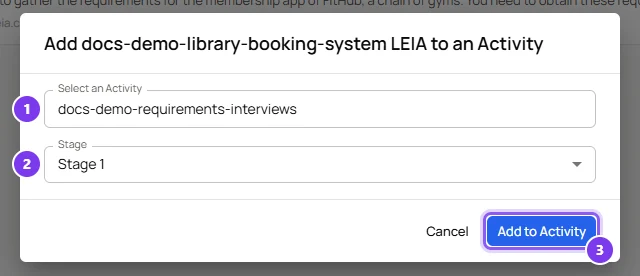 to gather the requirements for the membership app of FitHub, a chain of gyms. You need to obtain these requ
eia.c
Add docs-demo-library-booking-system LEIA to an Activity
Select an Activity
1
docs-demo-requirements-interviews
Stage
2
Stage 1
Cancel
Add to Activity
3